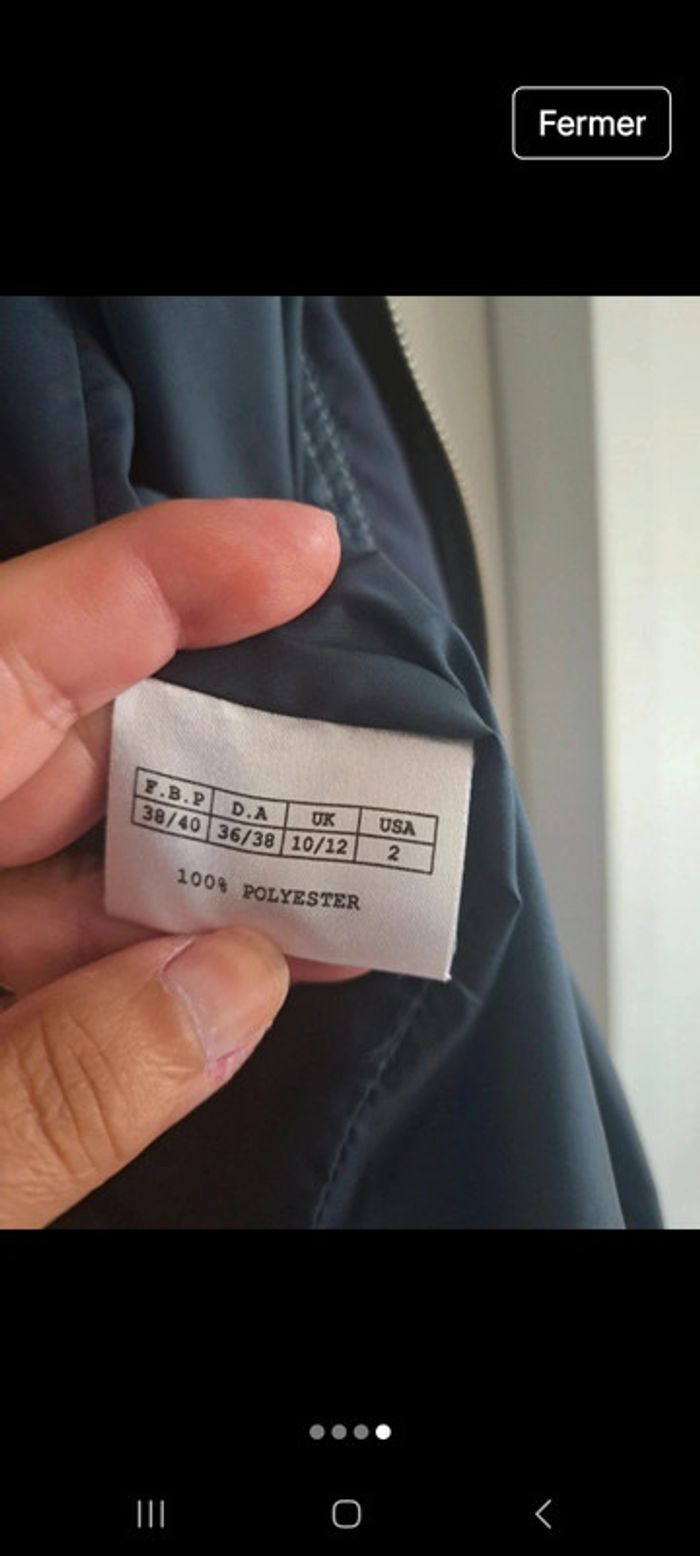 Fermer
F.B.P D.A UK USA
38/40 36/38 10/12 2
100% POLYESTER